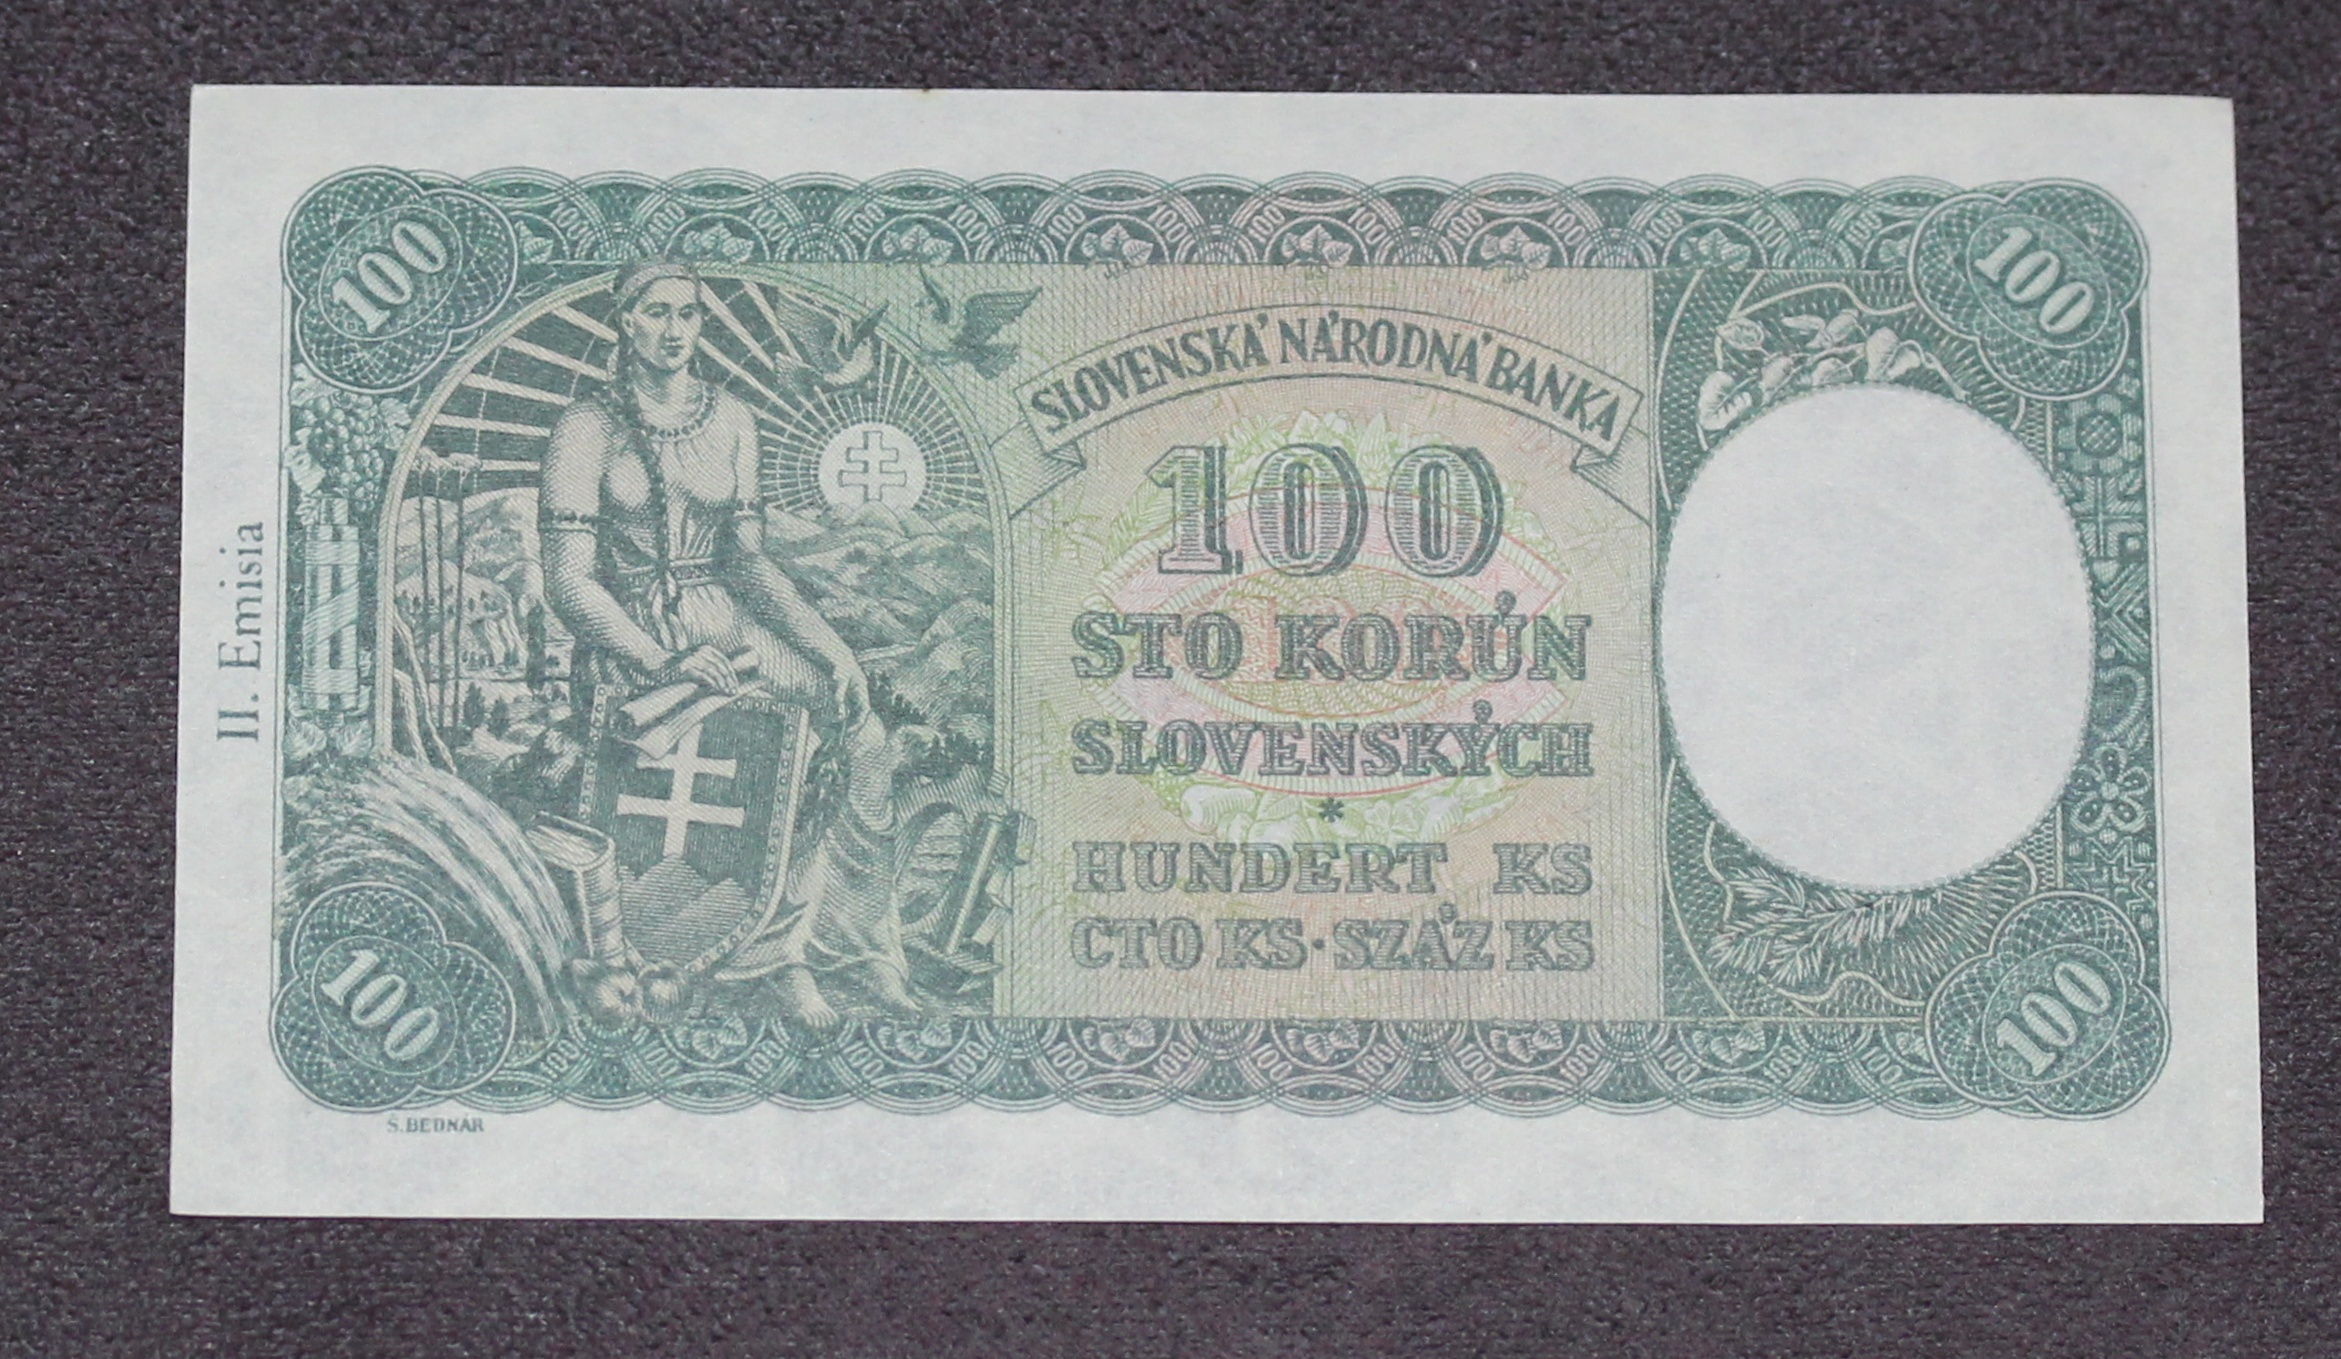 100
100
SLOVENSKÁ NÁRODNÁ BANKA
100
STO KORÚN
SLOVENSKÝCH
*
HUNDERT KS
СТО KS · SZÁZ KS
II. Emisia
100
100
Š. BEDNÁR